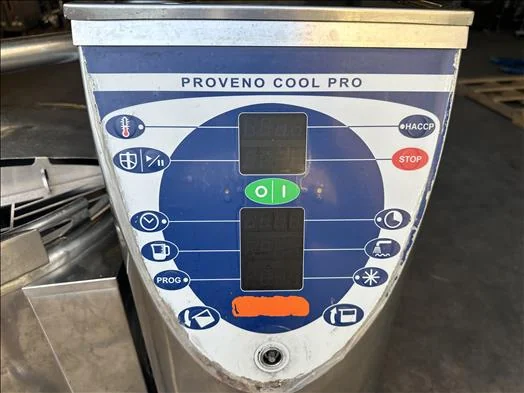 PROVENO COOL PRO
HACCP
STOP
O I
PROG